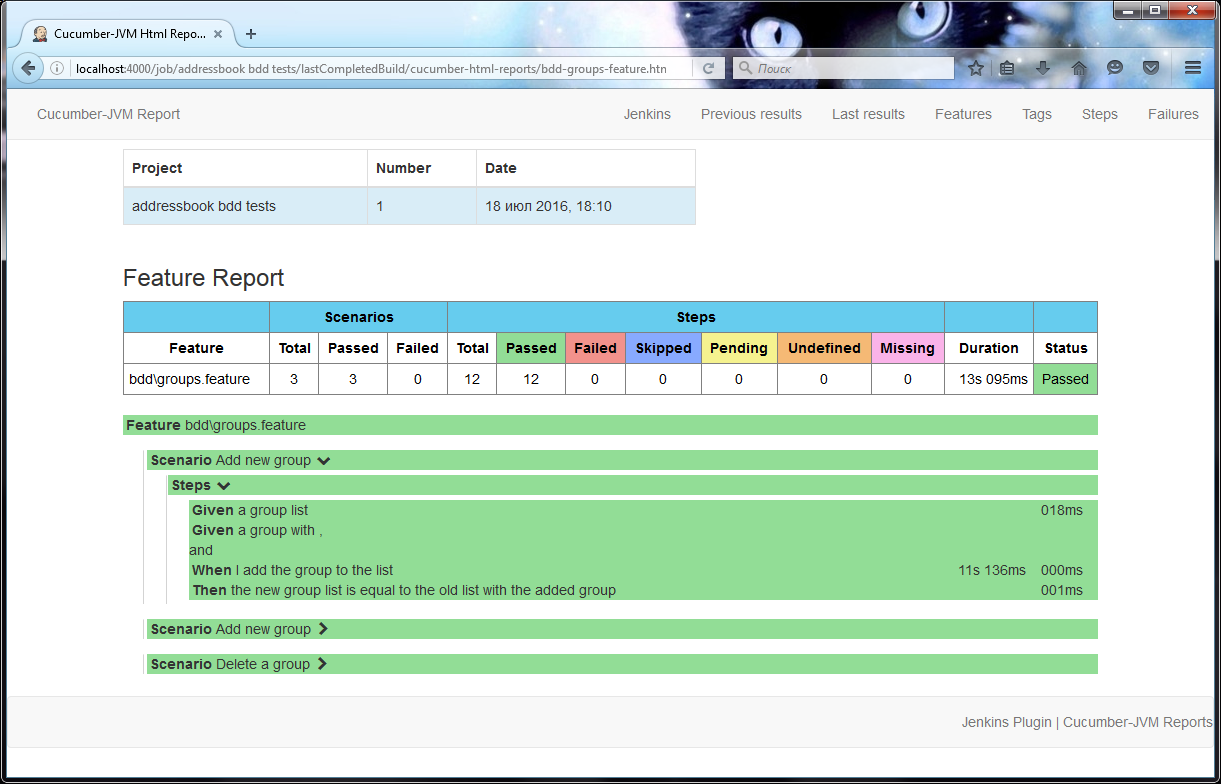 Cucumber-JVM Html Repo...
localhost:4000/job/addressbook bdd tests/lastCompletedBuild/cucumber-html-reports/bdd-groups-feature.htn
Поиск
Cucumber-JVM Report Jenkins Previous results Last results Features Tags Steps Failures
Project Number Date
addressbook bdd tests 1 18 июл 2016, 18:10
Feature Report
Scenarios Steps
Feature Total Passed Failed Total Passed Failed Skipped Pending Undefined Missing Duration Status
bdd\groups.feature 3 3 0 12 12 0 0 0 0 0 13s 095ms Passed
Feature bdd\groups.feature
Scenario Add new group
Steps
Given a group list 018ms
Given a group with ,
and
When I add the group to the list 11s 136ms 000ms
Then the new group list is equal to the old list with the added group 001ms
Scenario Add new group
Scenario Delete a group
Jenkins Plugin | Cucumber-JVM Reports